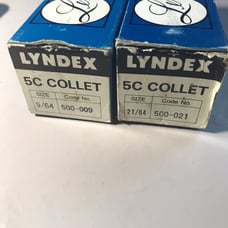 LYNDEX
5C COLLET
SIZE Code No.
9/64 500-009
LYNDEX
5C COLLET
SIZE Code No.
21/64 500-021